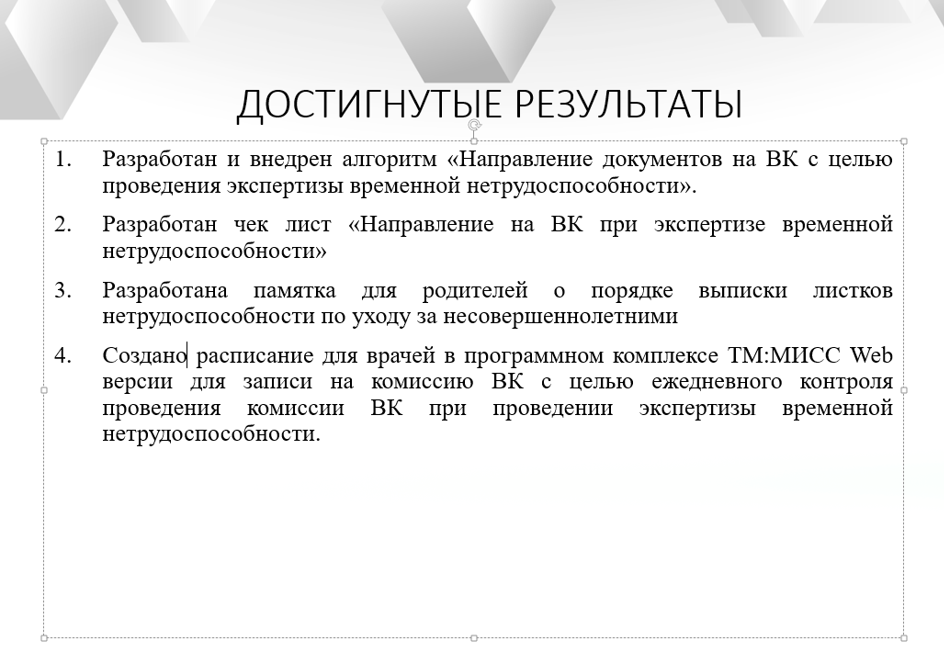 ДОСТИГНУТЫЕ РЕЗУЛЬТАТЫ
1. Разработан и внедрен алгоритм «Направление документов на ВК с целью
проведения экспертизы временной нетрудоспособности».
2. Разработан чек лист «Направление на ВК при экспертизе временной
нетрудоспособности»
3. Разработана памятка для родителей о порядке выписки листков
нетрудоспособности по уходу за несовершеннолетними
4. Создано расписание для врачей в программном комплексе ТМ:МИСС Web
версии для записи на комиссию ВК с целью ежедневного контроля
проведения комиссии ВК при проведении экспертизы временной
нетрудоспособности.